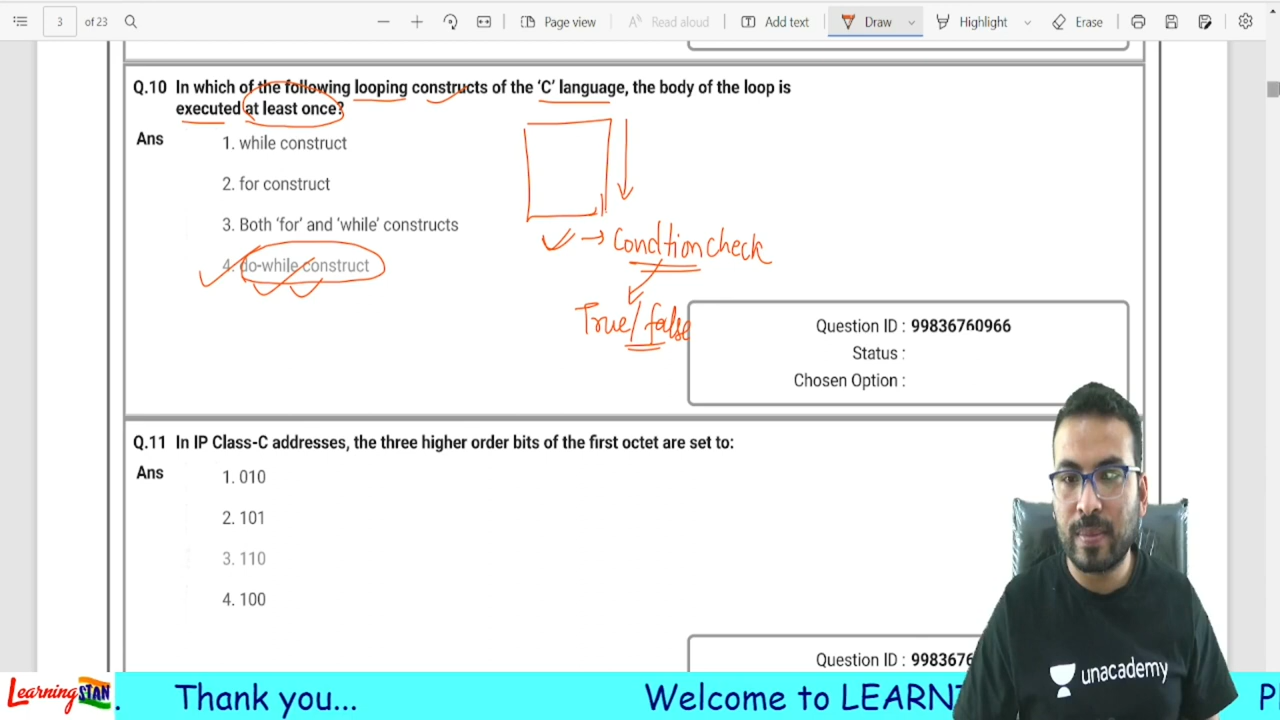 3 of 23 Page view Read aloud Add text Draw Highlight Erase
Q.10 In which of the following looping constructs of the ‘C’ language, the body of the loop is
executed at least once?
Ans
1. while construct
2. for construct
3. Both ‘for’ and ‘while’ constructs
4. do-while construct
Condtion check
True/false
Question ID : 99836760966
Status :
Chosen Option :
Q.11 In IP Class-C addresses, the three higher order bits of the first octet are set to:
Ans
1. 010
2. 101
3. 110
4. 100
Question ID : 9983676
unacademy
LearningSTAN
. Thank you... Welcome to LEARN